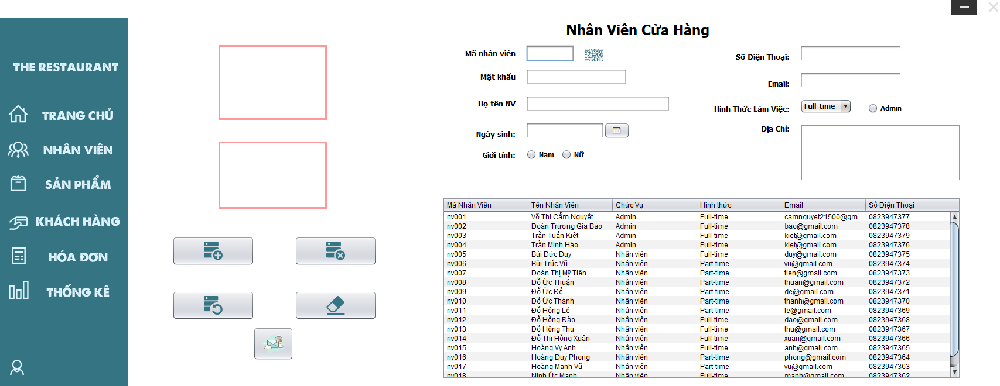 THE RESTAURANT
TRANG CHỦ
NHÂN VIÊN
SẢN PHẨM
KHÁCH HÀNG
HÓA ĐƠN
THỐNG KÊ
Nhân Viên Cửa Hàng
Mã nhân viên
Mật khẩu
Họ tên NV
Ngày sinh:
Giới tính: Nam Nữ
Số Điện Thoại:
Email:
Hình Thức Làm Việc: Full-time Admin
Địa Chỉ:
Mã Nhân Viên Tên Nhân Viên Chức Vụ Hình thức Email Số Điện Thoại
nv001 Võ Thị Cẩm Nguyệt Admin Full-time camnguyet21500@gm... 0823947377
nv002 Đoàn Trương Gia Bảo Admin Full-time bao@gmail.com 0823947378
nv003 Trần Tuấn Kiệt Admin Full-time kiet@gmail.com 0823947379
nv004 Trần Minh Hào Admin Full-time kiet@gmail.com 0823947376
nv005 Bùi Đức Duy Nhân viên Full-time duy@gmail.com 0823947375
nv006 Bùi Trúc Vũ Nhân viên Part-time vu@gmail.com 0823947374
nv007 Đoàn Thị Mỹ Tiên Nhân viên Part-time tien@gmail.com 0823947373
nv008 Đỗ Ức Thuận Nhân viên Part-time thuan@gmail.com 0823947372
nv009 Đỗ Ức Để Nhân viên Part-time de@gmail.com 0823947371
nv010 Đỗ Ức Thành Nhân viên Part-time thanh@gmail.com 0823947370
nv011 Đỗ Hồng Lê Nhân viên Part-time le@gmail.com 0823947369
nv012 Đỗ Hồng Đào Nhân viên Full-time dao@gmail.com 0823947368
nv013 Đỗ Hồng Thu Nhân viên Full-time thu@gmail.com 0823947367
nv014 Đỗ Thị Hồng Xuân Nhân viên Full-time xuan@gmail.com 0823947366
nv015 Hoàng Vy Anh Nhân viên Full-time anh@gmail.com 0823947365
nv016 Hoàng Duy Phong Nhân viên Part-time phong@gmail.com 0823947364
nv017 Hoàng Mạnh Vũ Nhân viên Part-time vu@gmail.com 0823947363
nv018 Ninh Ức Mạnh Nhân viên Full-time manh@gmail.com 0823947362